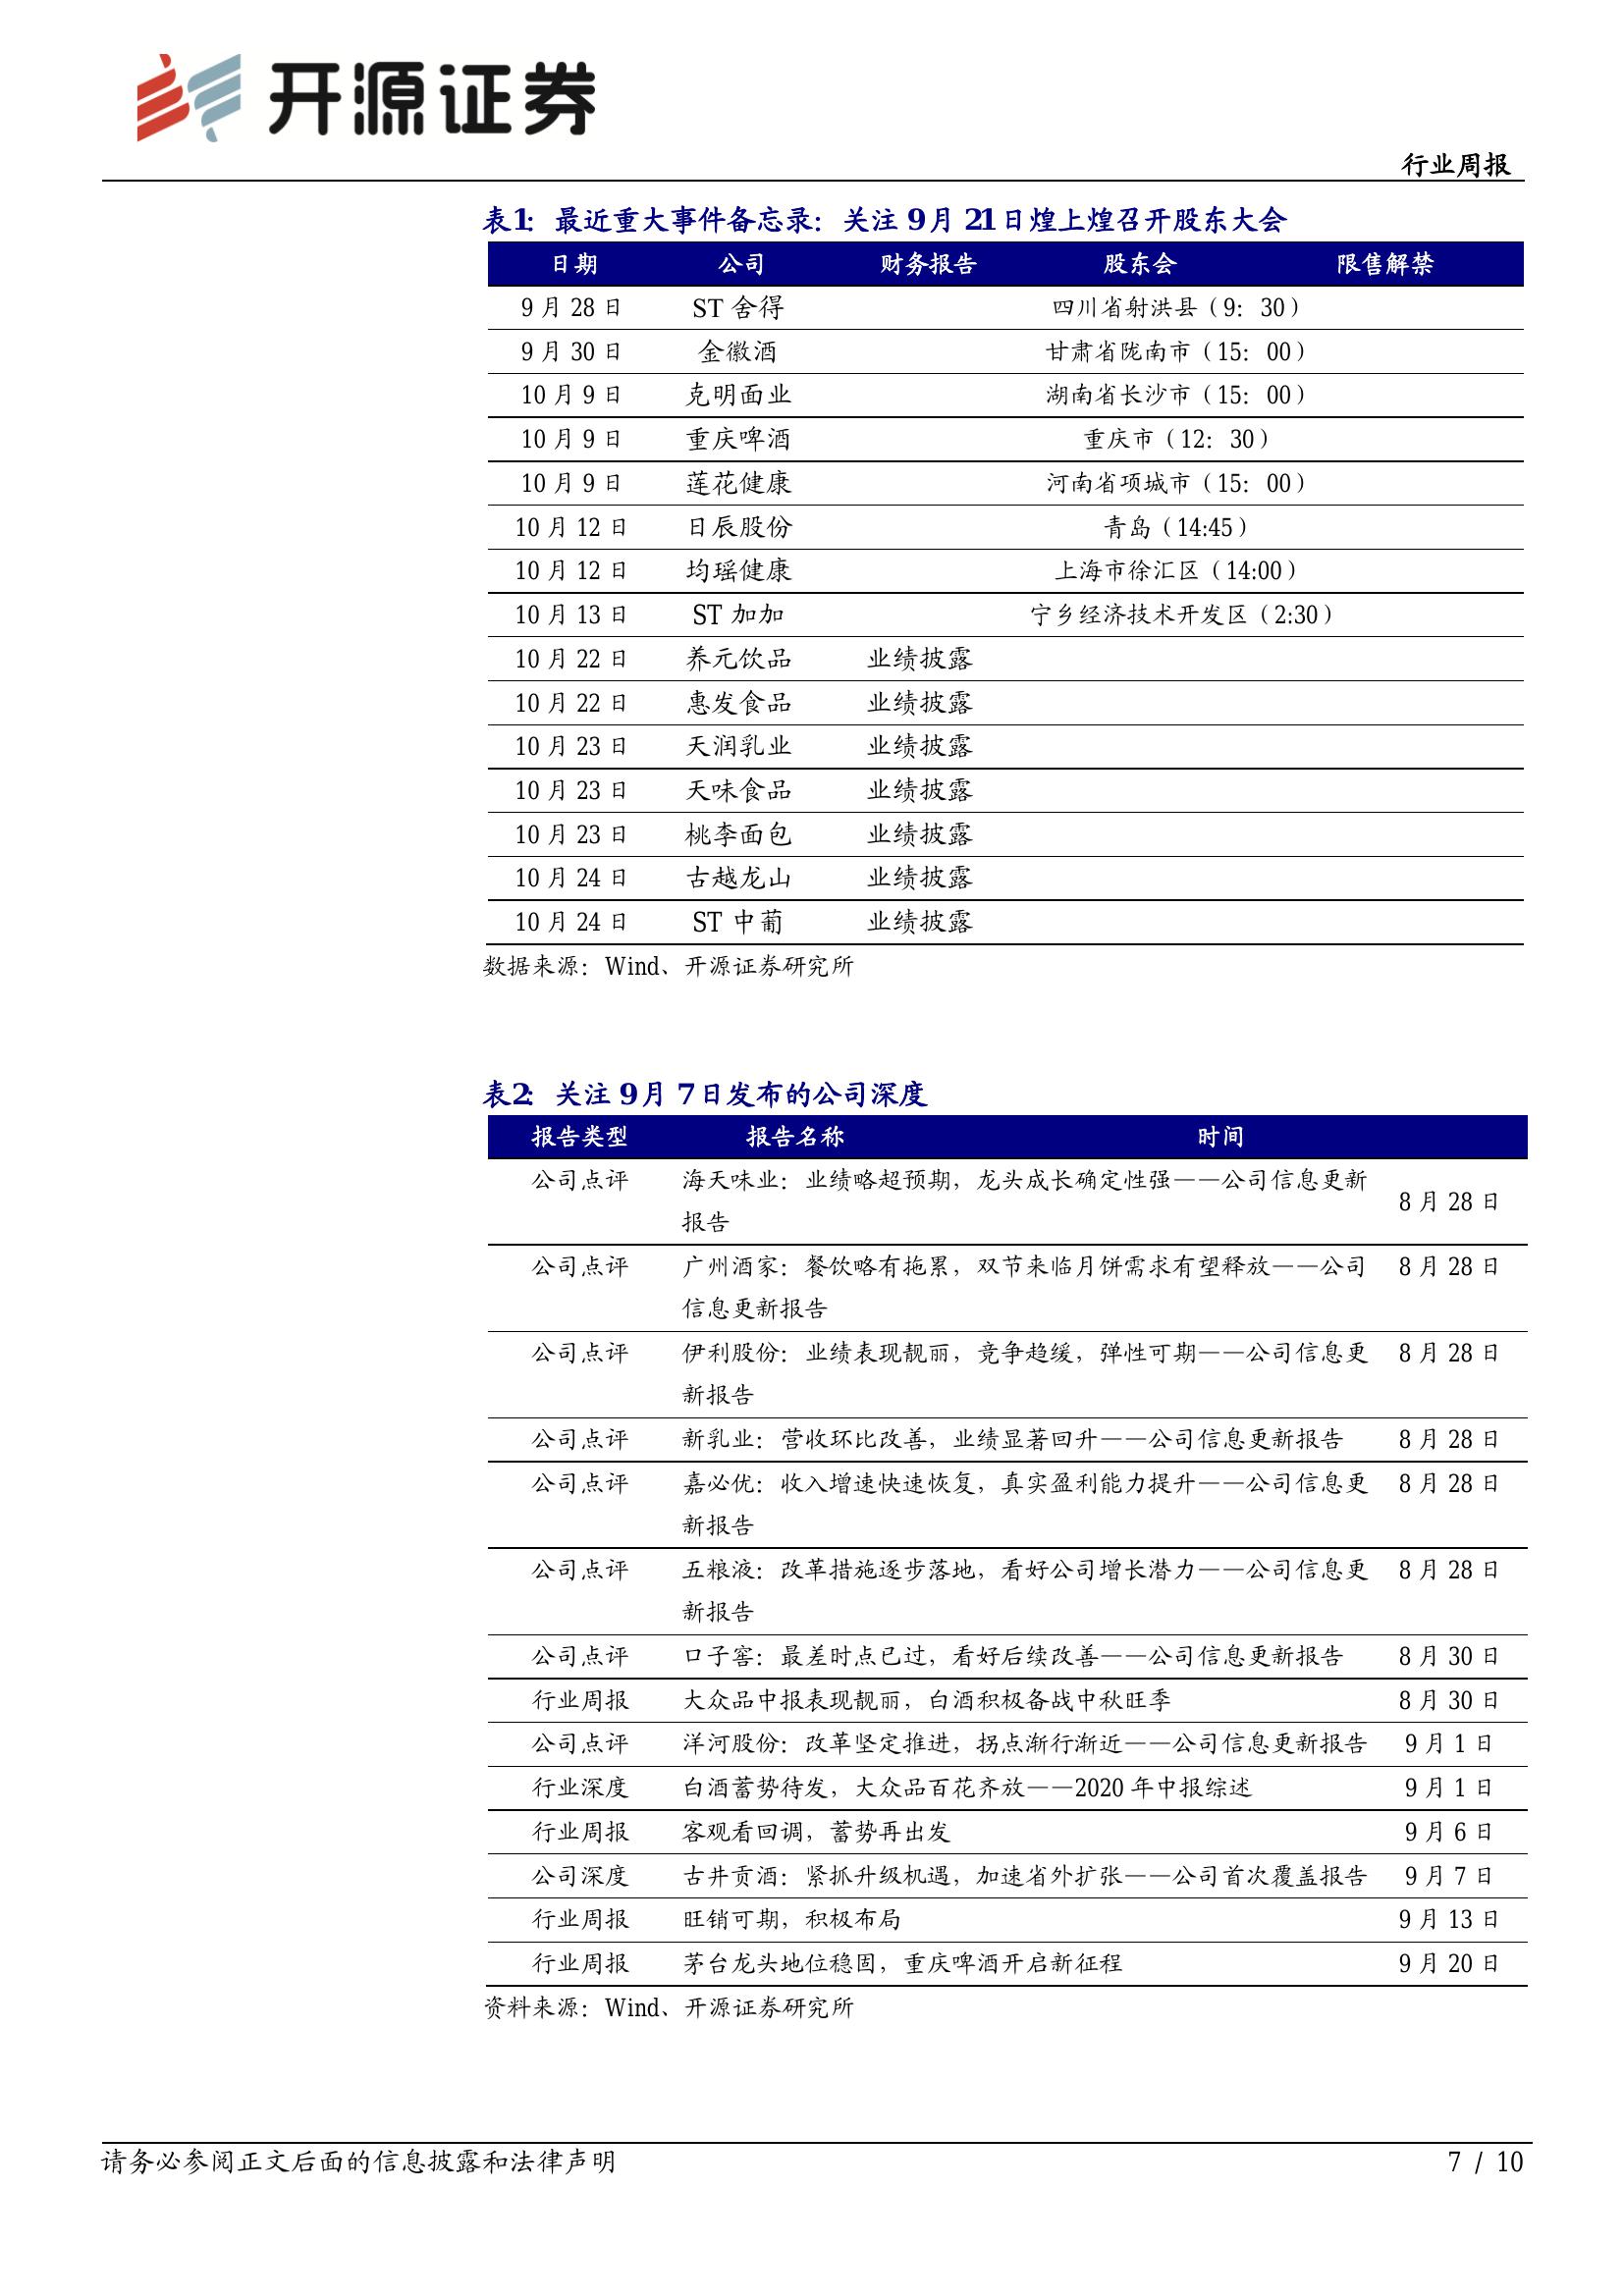 开源证券
行业周报
表1：最近重大事件备忘录：关注 9月 21日煌上煌召开股东大会
日期 公司 财务报告 股东会 限售解禁
9 月 28 日 ST 舍得 四川省射洪县（9：30）
9 月 30 日 金徽酒 甘肃省陇南市（15：00）
10 月 9 日 克明面业 湖南省长沙市（15：00）
10 月 9 日 重庆啤酒 重庆市（12：30）
10 月 9 日 莲花健康 河南省项城市（15：00）
10 月 12 日 日辰股份 青岛（14:45）
10 月 12 日 均瑶健康 上海市徐汇区（14:00）
10 月 13 日 ST 加加 宁乡经济技术开发区（2:30）
10 月 22 日 养元饮品 业绩披露
10 月 22 日 惠发食品 业绩披露
10 月 23 日 天润乳业 业绩披露
10 月 23 日 天味食品 业绩披露
10 月 23 日 桃李面包 业绩披露
10 月 24 日 古越龙山 业绩披露
10 月 24 日 ST 中葡 业绩披露
数据来源：Wind、开源证券研究所
表2：关注 9月 7日发布的公司深度
报告类型 报告名称 时间
公司点评 海天味业：业绩略超预期，龙头成长确定性强——公司信息更新 8 月 28 日
报告
公司点评 广州酒家：餐饮略有拖累，双节来临月饼需求有望释放——公司 8 月 28 日
信息更新报告
公司点评 伊利股份：业绩表现靓丽，竞争趋缓，弹性可期——公司信息更 8 月 28 日
新报告
公司点评 新乳业：营收环比改善，业绩显著回升——公司信息更新报告 8 月 28 日
公司点评 嘉必优：收入增速快速恢复，真实盈利能力提升——公司信息更 8 月 28 日
新报告
公司点评 五粮液：改革措施逐步落地，看好公司增长潜力——公司信息更 8 月 28 日
新报告
公司点评 口子窖：最差时点已过，看好后续改善——公司信息更新报告 8 月 30 日
行业周报 大众品中报表现靓丽，白酒积极备战中秋旺季 8 月 30 日
公司点评 洋河股份：改革坚定推进，拐点渐行渐近——公司信息更新报告 9 月 1 日
行业深度 白酒蓄势待发，大众品百花齐放——2020 年中报综述 9 月 1 日
行业周报 客观看回调，蓄势再出发 9 月 6 日
公司深度 古井贡酒：紧抓升级机遇，加速省外扩张——公司首次覆盖报告 9 月 7 日
行业周报 旺销可期，积极布局 9 月 13 日
行业周报 茅台龙头地位稳固，重庆啤酒开启新征程 9 月 20 日
资料来源：Wind、开源证券研究所
请务必参阅正文后面的信息披露和法律声明 7 / 10